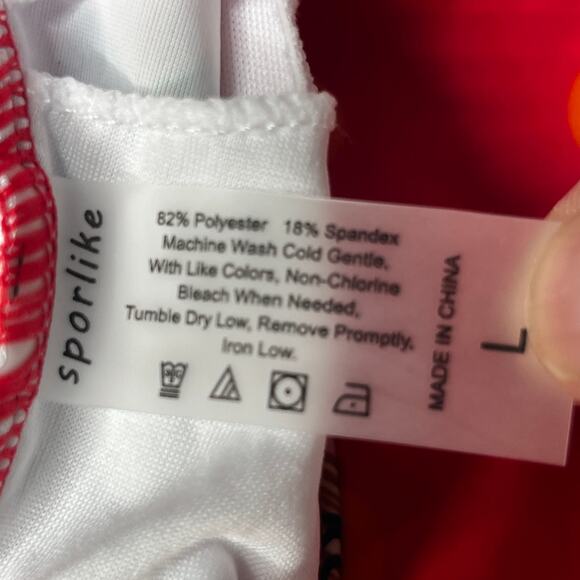 sporlike
82% Polyester 18% Spandex
Machine Wash Cold Gentle,
With Like Colors, Non-Chlorine
Bleach When Needed,
Tumble Dry Low, Remove Promptly,
Iron Low.
MADE IN CHINA
L